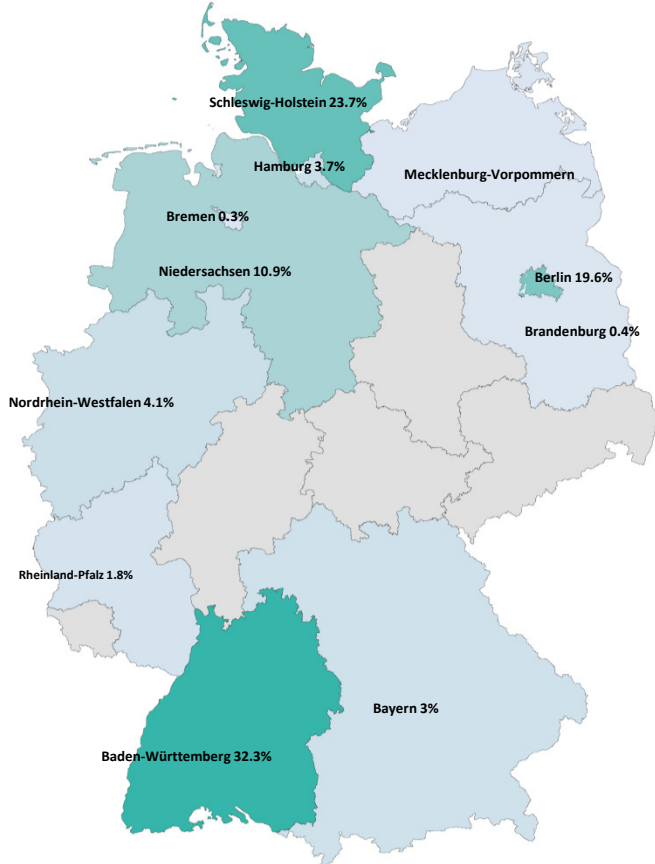 Schleswig-Holstein 23.7%
Hamburg 3.7%
Mecklenburg-Vorpommern
Bremen 0.3%
Niedersachsen 10.9%
Berlin 19.6%
Brandenburg 0.4%
Nordrhein-Westfalen 4.1%
Rheinland-Pfalz 1.8%
Bayern 3%
Baden-Württemberg 32.3%